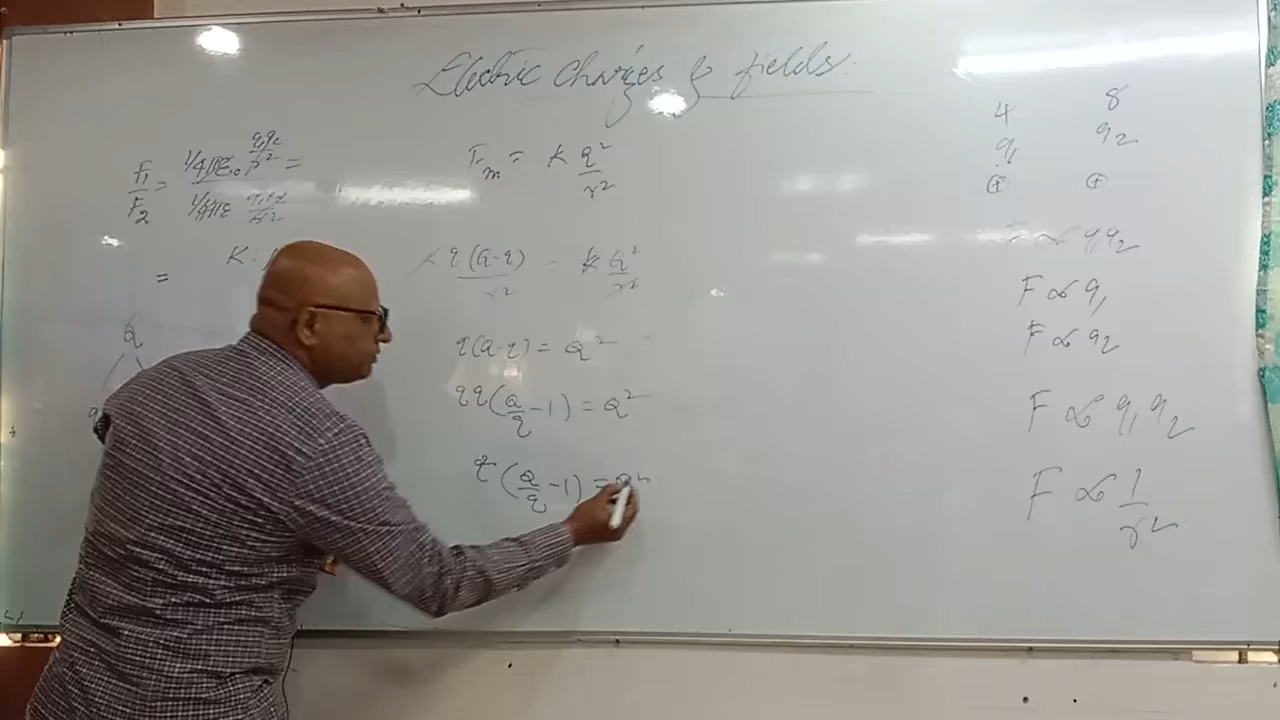 Electric Charges & fields.
F₁/F₂ = (1/4πε₀ q₁q₂/r²) / (1/4πε q₁q₂/r²) =
=
K :
Q
Fm = K q²/r²
K q(Q-q)/r² = K Q²/r²
q(Q-q) = Q²
qq(Q/q - 1) = Q²
q²(Q/q - 1) = Q²
4 8
q₁ q₂
⊕ ⊕
q₁q₂
F ∝ q₁
F ∝ q₂
F ∝ q₁q₂
F ∝ 1/r²